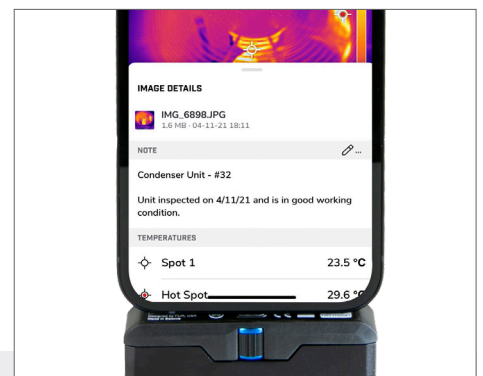 IMAGE DETAILS
IMG_6898.JPG
1.6 MB · 04-11-21 18:11
NOTE
...
Condenser Unit - #32
Unit inspected on 4/11/21 and is in good working
condition.
TEMPERATURES
Spot 1 23.5 °C
Hot Spot 29.6 °C